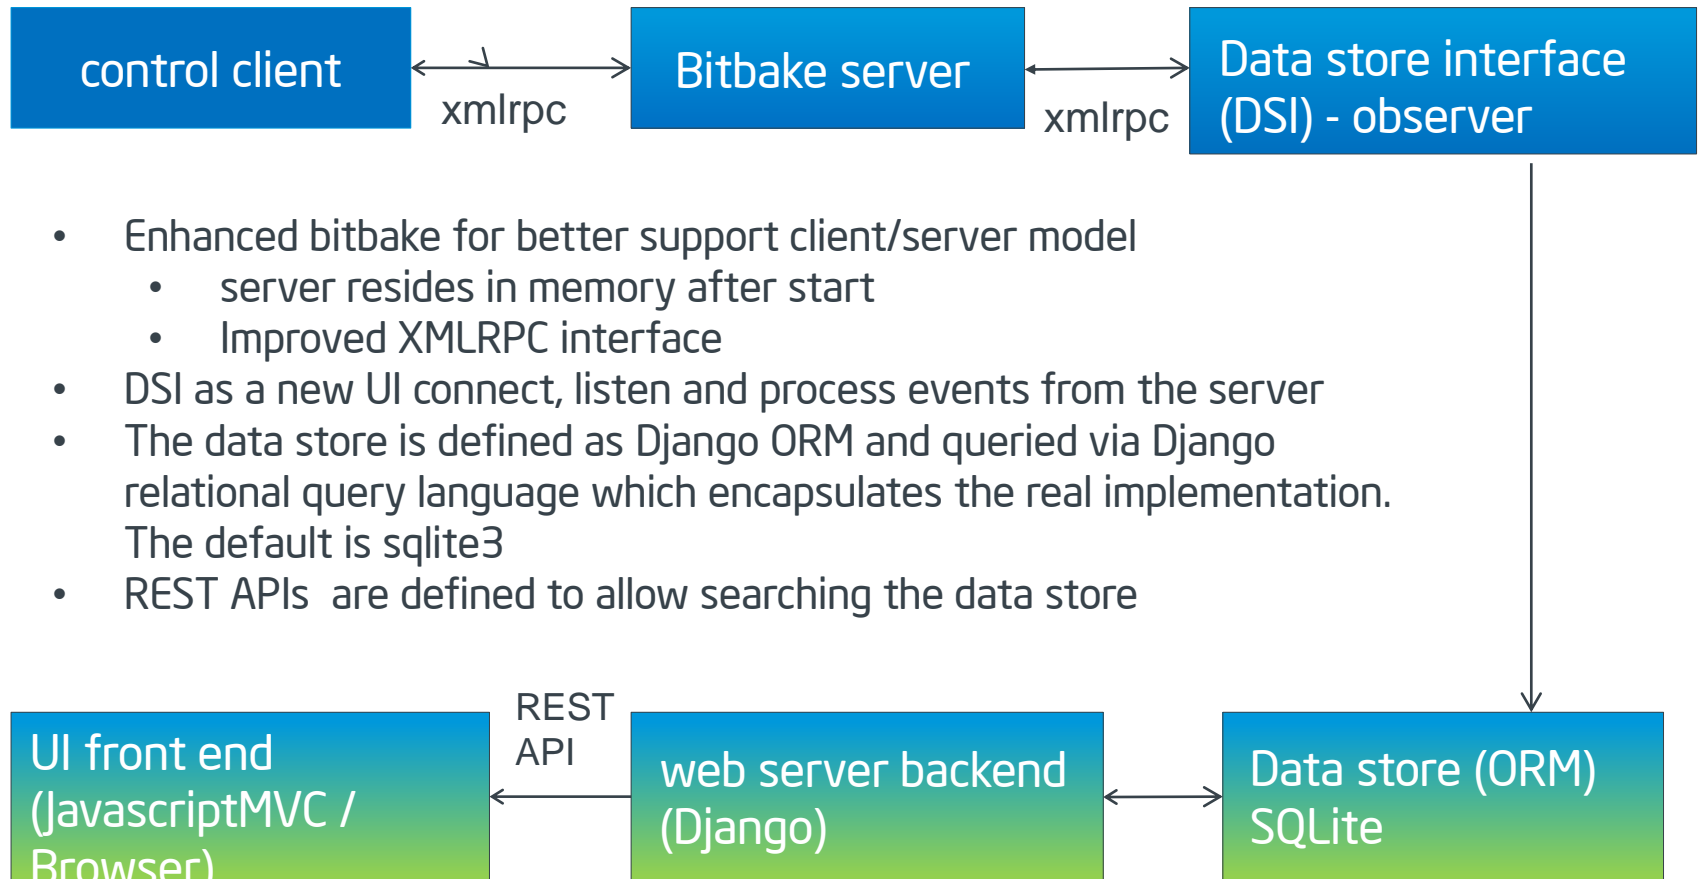 control client
xmlrpc
Bitbake server
xmlrpc
Data store interface
(DSI) - observer
• Enhanced bitbake for better support client/server model
• server resides in memory after start
• Improved XMLRPC interface
• DSI as a new UI connect, listen and process events from the server
• The data store is defined as Django ORM and queried via Django
relational query language which encapsulates the real implementation.
The default is sqlite3
• REST APIs are defined to allow searching the data store
UI front end
(JavascriptMVC /
Browser)
REST
API
web server backend
(Django)
Data store (ORM)
SQLite